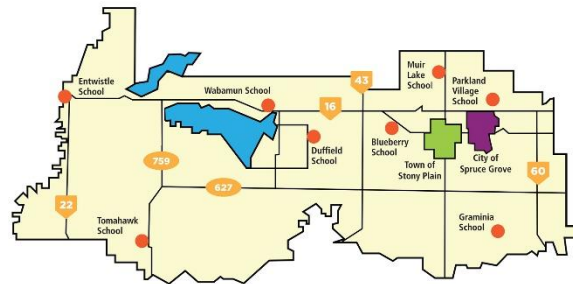 Entwistle
School
Wabamun School
43
Muir
Lake
School
Parkland
Village
School
16
Duffield
School
Blueberry
School
Town of
Stony Plain
City of
Spruce Grove
759
627
60
22
Tomahawk
School
Graminia
School